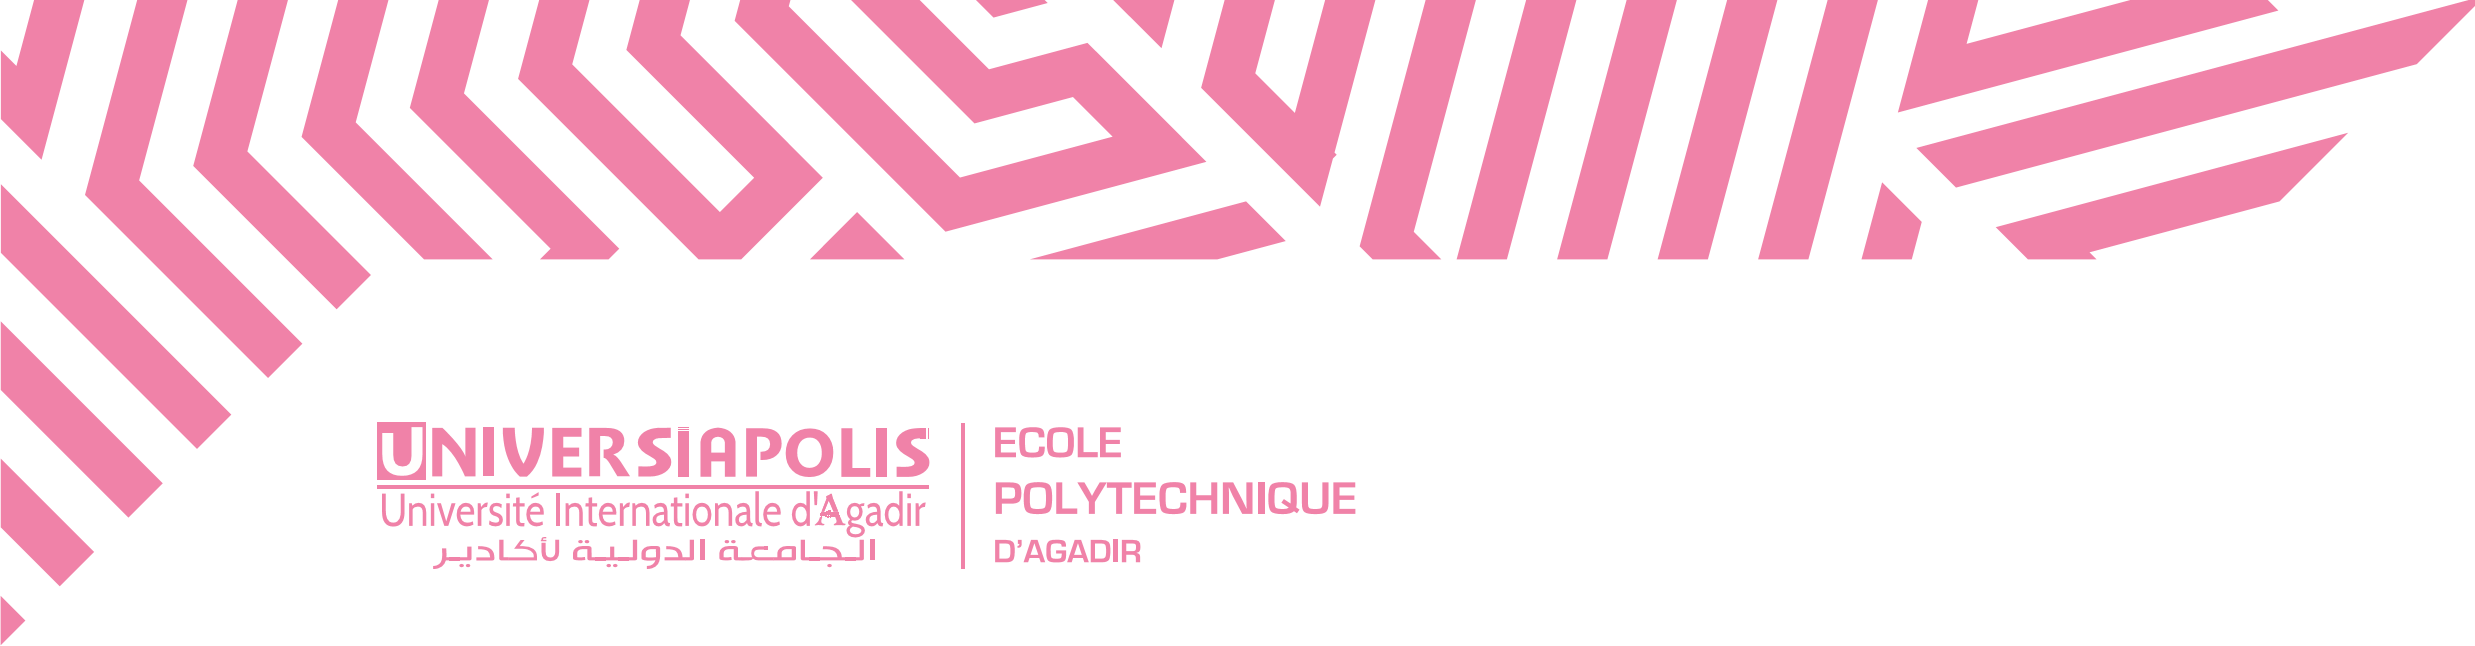 UNIVERSIAPOLIS
Université Internationale d'Agadir
الجامعة الدولية لأكادير
ECOLE
POLYTECHNIQUE
D'AGADIR